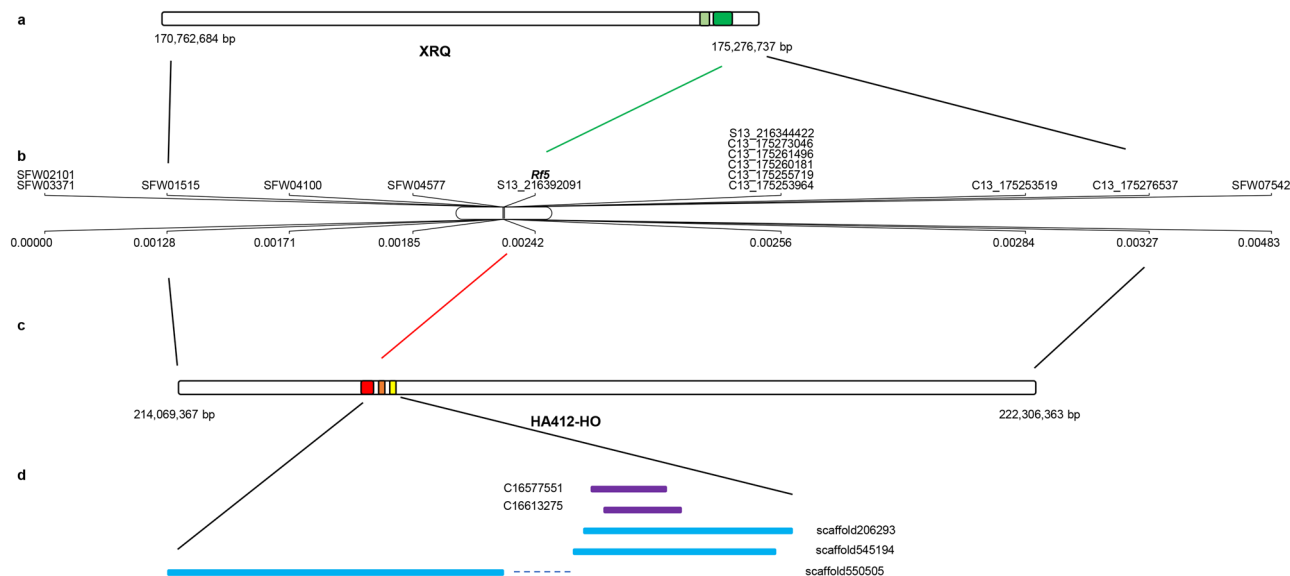 a
170,762,684 bp
XRQ
175,276,737 bp
b
S13_216344422
C13_175273046
C13_175261496
C13_175260181
C13_175255719
C13_175253964
SFW02101
SFW03371
SFW01515
SFW04100
SFW04577
Rf5
S13_216392091
C13_175253519
C13_175276537
SFW07542
0.00000
0.00128
0.00171
0.00185
0.00242
0.00256
0.00284
0.00327
0.00483
c
214,069,367 bp
HA412-HO
222,306,363 bp
d
C16577551
C16613275
scaffold206293
scaffold545194
scaffold550505